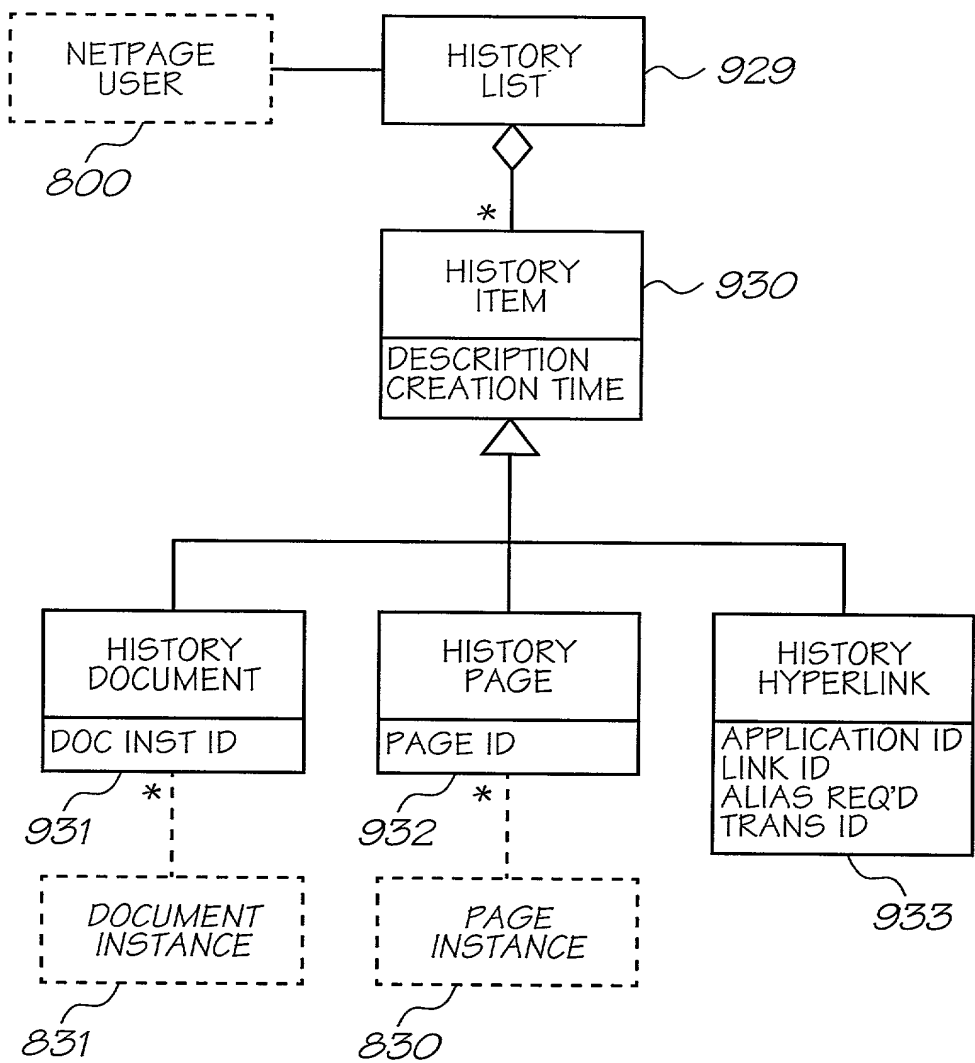 NETPAGE
USER
800
HISTORY
LIST
929
*
HISTORY
ITEM
930
DESCRIPTION
CREATION TIME
HISTORY
DOCUMENT
DOC INST ID
931
*
HISTORY
PAGE
PAGE ID
932
*
HISTORY
HYPERLINK
APPLICATION ID
LINK ID
ALIAS REQ'D
TRANS ID
933
DOCUMENT
INSTANCE
831
PAGE
INSTANCE
830